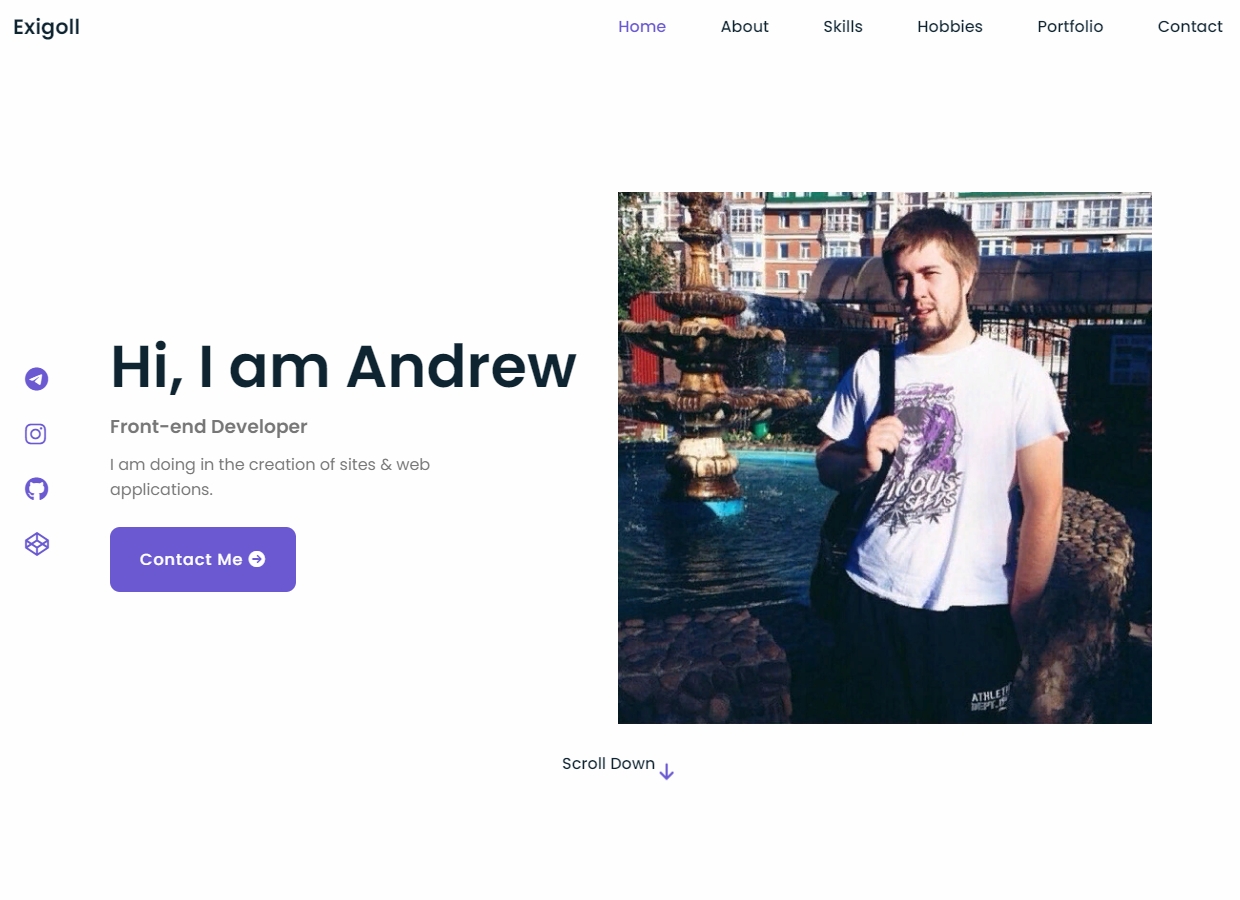 Exigoll
Home
About
Skills
Hobbies
Portfolio
Contact
Hi, I am Andrew
Front-end Developer
I am doing in the creation of sites & web
applications.
Contact Me
Scroll Down